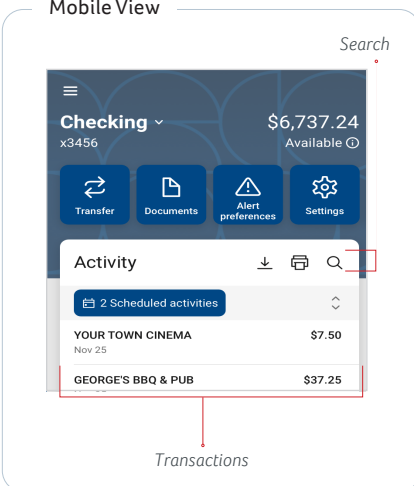 Mobile View
Search
Checking
$6,737.24
x3456
Available
Transfer
Documents
Alert
preferences
Settings
Activity
2 Scheduled activities
YOUR TOWN CINEMA
$7.50
Nov 25
GEORGE'S BBQ & PUB
$37.25
Transactions